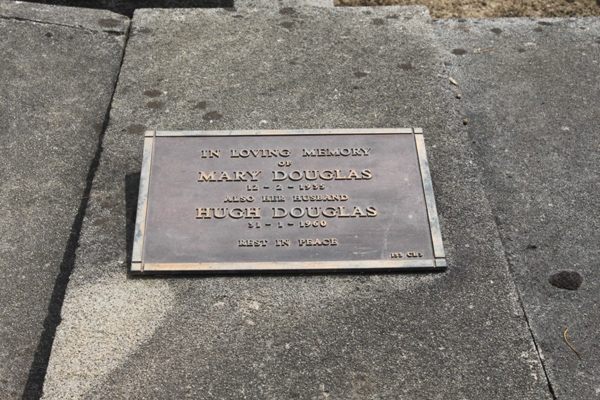 IN LOVING MEMORY
OF
MARY DOUGLAS
12 - 2 - 1935
ALSO HER HUSBAND
HUGH DOUGLAS
31 - 1 - 1960
REST IN PEACE